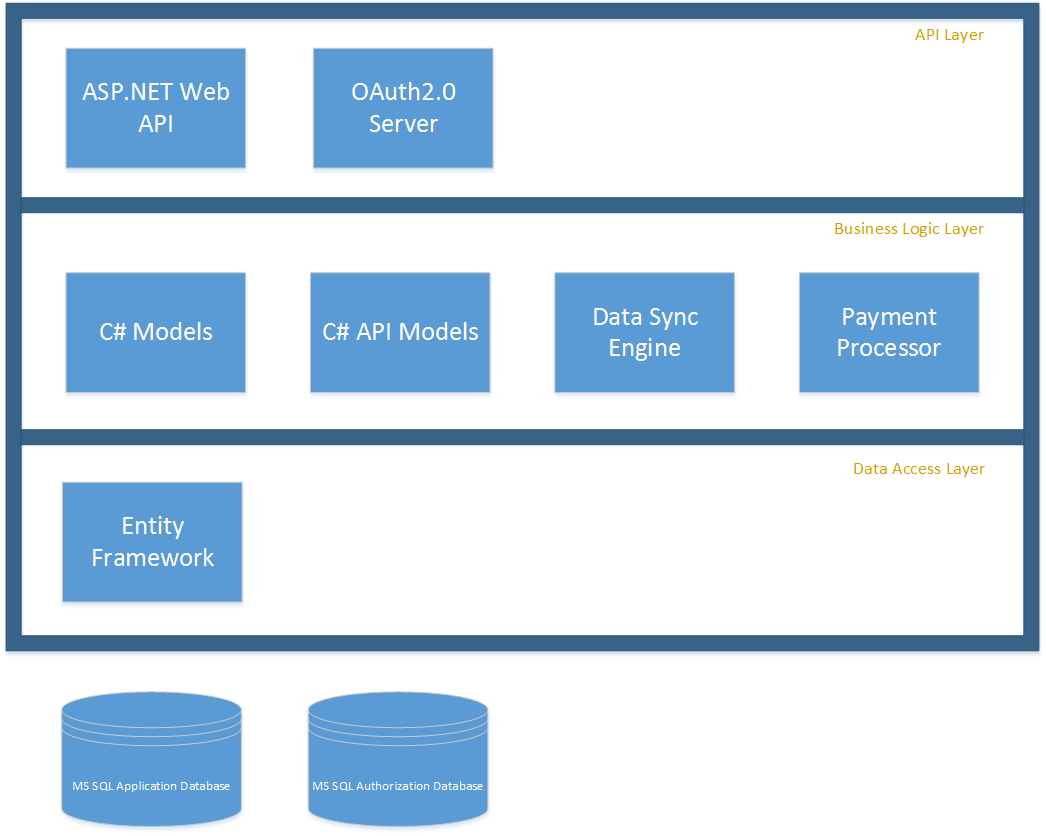 API Layer
ASP.NET Web
API
OAuth2.0
Server
Business Logic Layer
C# Models
C# API Models
Data Sync
Engine
Payment
Processor
Data Access Layer
Entity
Framework
MS SQL Application Database
MS SQL Authorization Database